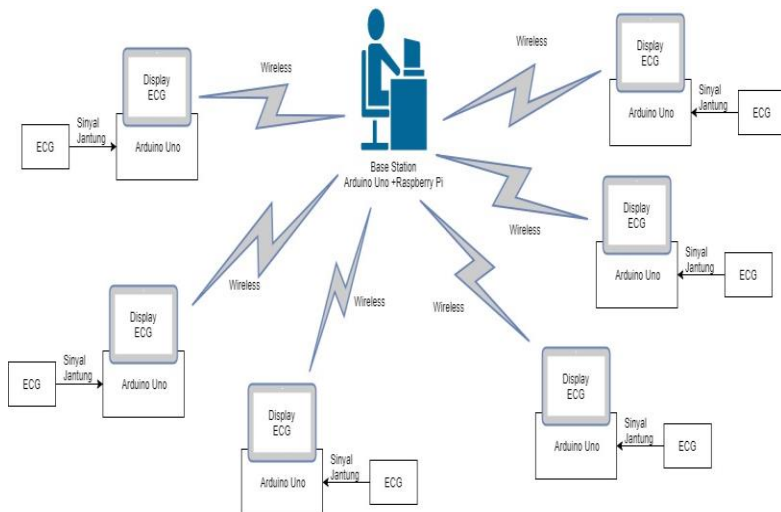 Display
ECG
Arduino Uno
Sinyal
Jantung
ECG
Wireless
Wireless
Display
ECG
Arduino Uno
Sinyal
Jantung
ECG
Base Station
Arduino Uno +Raspberry Pi
Display
ECG
Arduino Uno
Sinyal
Jantung
ECG
Wireless
Wireless
Wireless
Wireless
Display
ECG
Arduino Uno
Sinyal
Jantung
ECG
Display
ECG
Arduino Uno
Sinyal
Jantung
ECG
Display
ECG
Arduino Uno
Sinyal
Jantung
ECG